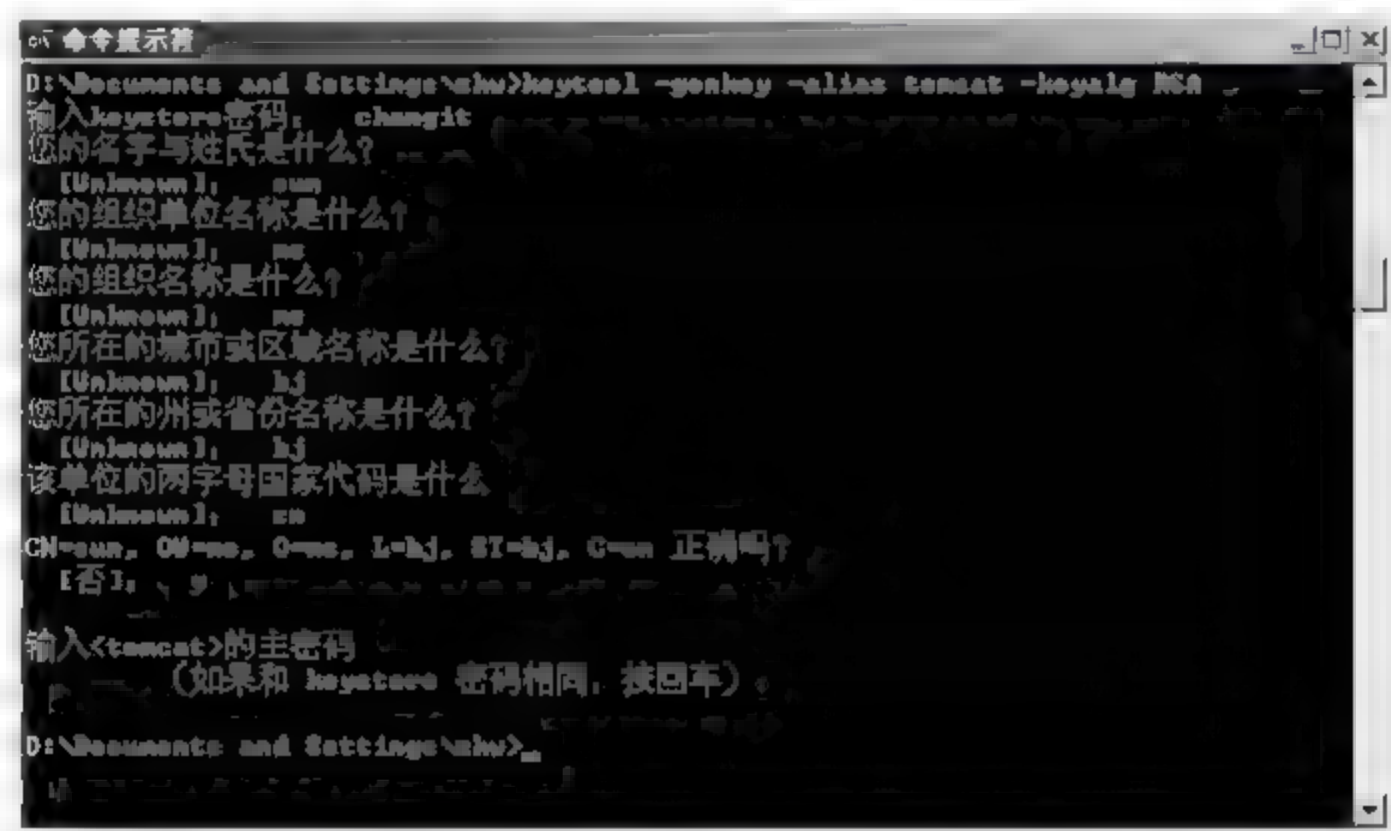 命令提示符
D:\Documents and Settings\zhw>keytool -genkey -alias tomcat -keyalg RSA
输入keystore密码： changit
您的名字与姓氏是什么？
[Unknown]： sun
您的组织单位名称是什么？
[Unknown]： ms
您的组织名称是什么？
[Unknown]： ms
您所在的城市或区域名称是什么？
[Unknown]： bj
您所在的州或省份名称是什么？
[Unknown]： bj
该单位的两字母国家代码是什么
[Unknown]： cn
CN=sun, OU=ms, O=ms, L=bj, ST=bj, C=cn 正确吗？
[否]： y
输入<tomcat>的主密码
（如果和 keystore 密码相同，按回车）：
D:\Documents and Settings\zhw>_